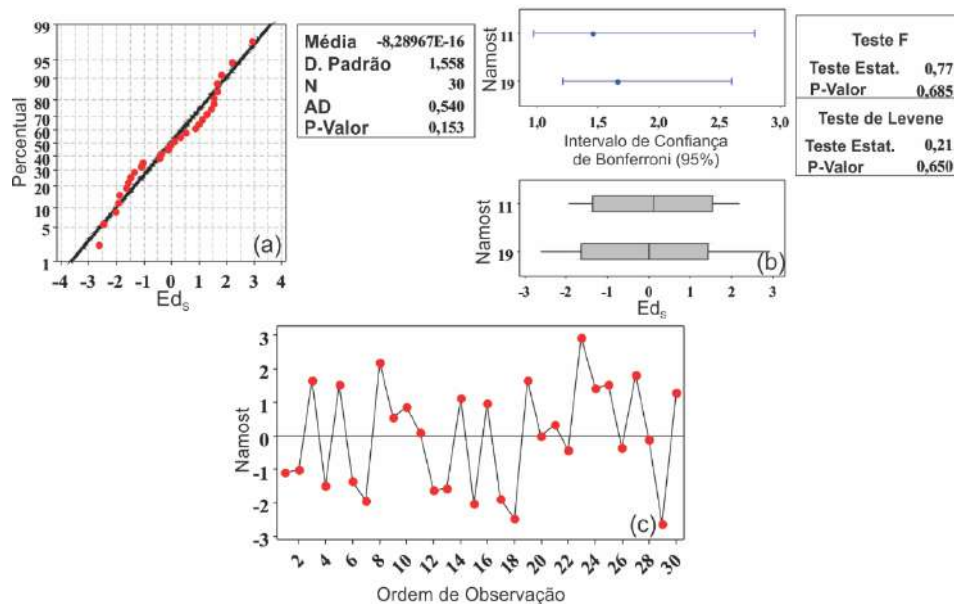 99
95
90
80
70
60
50
40
30
20
10
5
1
Percentual
-4 -3 -2 -1 0 1 2 3 4
Ed_s
(a)
Média -8,28967E-16
D. Padrão 1,558
N 30
AD 0,540
P-Valor 0,153
Namost
11
19
1,0 1,5 2,0 2,5 3,0
Intervalo de Confiança
de Bonferroni (95%)
Teste F
Teste Estat. 0,77
P-Valor 0,685
Teste de Levene
Teste Estat. 0,21
P-Valor 0,650
Namost
11
19
-3 -2 -1 0 1 2 3
Ed_s
(b)
Namost
3
2
1
0
-1
-2
-3
2 4 6 8 10 12 14 16 18 20 22 24 26 28 30
Ordem de Observação
(c)